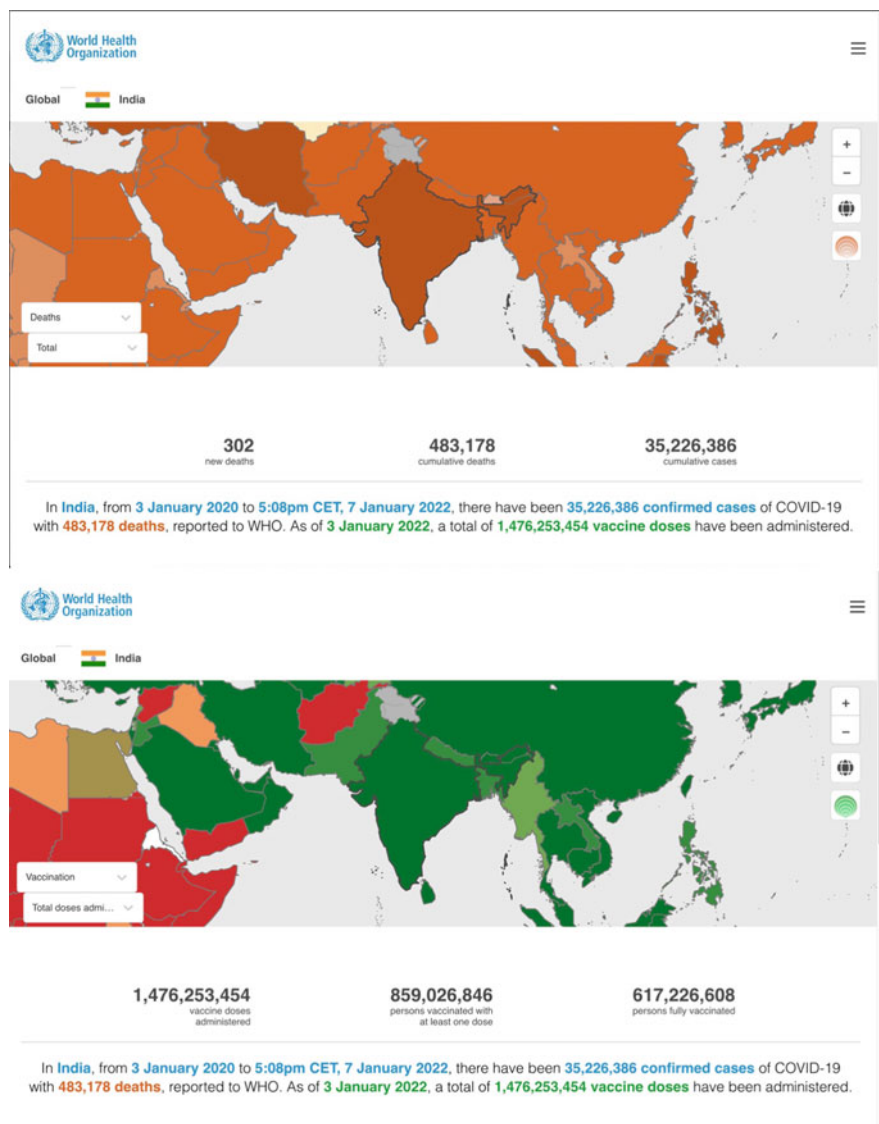 World Health
Organization
Global India
Deaths
Total
+
−
302
new deaths
483,178
cumulative deaths
35,226,386
cumulative cases
In India, from 3 January 2020 to 5:08pm CET, 7 January 2022, there have been 35,226,386 confirmed cases of COVID-19
with 483,178 deaths, reported to WHO. As of 3 January 2022, a total of 1,476,253,454 vaccine doses have been administered.
World Health
Organization
Global India
Vaccination
Total doses admi...
+
−
1,476,253,454
vaccine doses
administered
859,026,846
persons vaccinated with
at least one dose
617,226,608
persons fully vaccinated
In India, from 3 January 2020 to 5:08pm CET, 7 January 2022, there have been 35,226,386 confirmed cases of COVID-19
with 483,178 deaths, reported to WHO. As of 3 January 2022, a total of 1,476,253,454 vaccine doses have been administered.